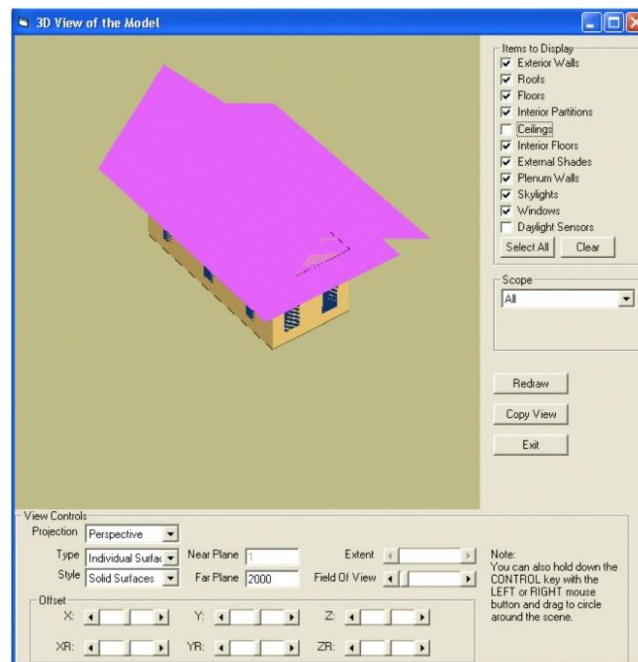 3D View of the Model
Items to Display
Exterior Walls
Roofs
Floors
Interior Partitions
Ceilings
Interior Floors
External Shades
Plenum Walls
Skylights
Windows
Daylight Sensors
Select All Clear
Scope
All
Redraw
Copy View
Exit
View Controls
Projection Perspective
Type Individual Surfac Near Plane 1 Extent
Style Solid Surfaces Far Plane 2000 Field Of View
Note:
You can also hold down the
CONTROL key with the
LEFT or RIGHT mouse
button and drag to circle
around the scene.
Offset
X: Y: Z:
XR: YR: ZR: